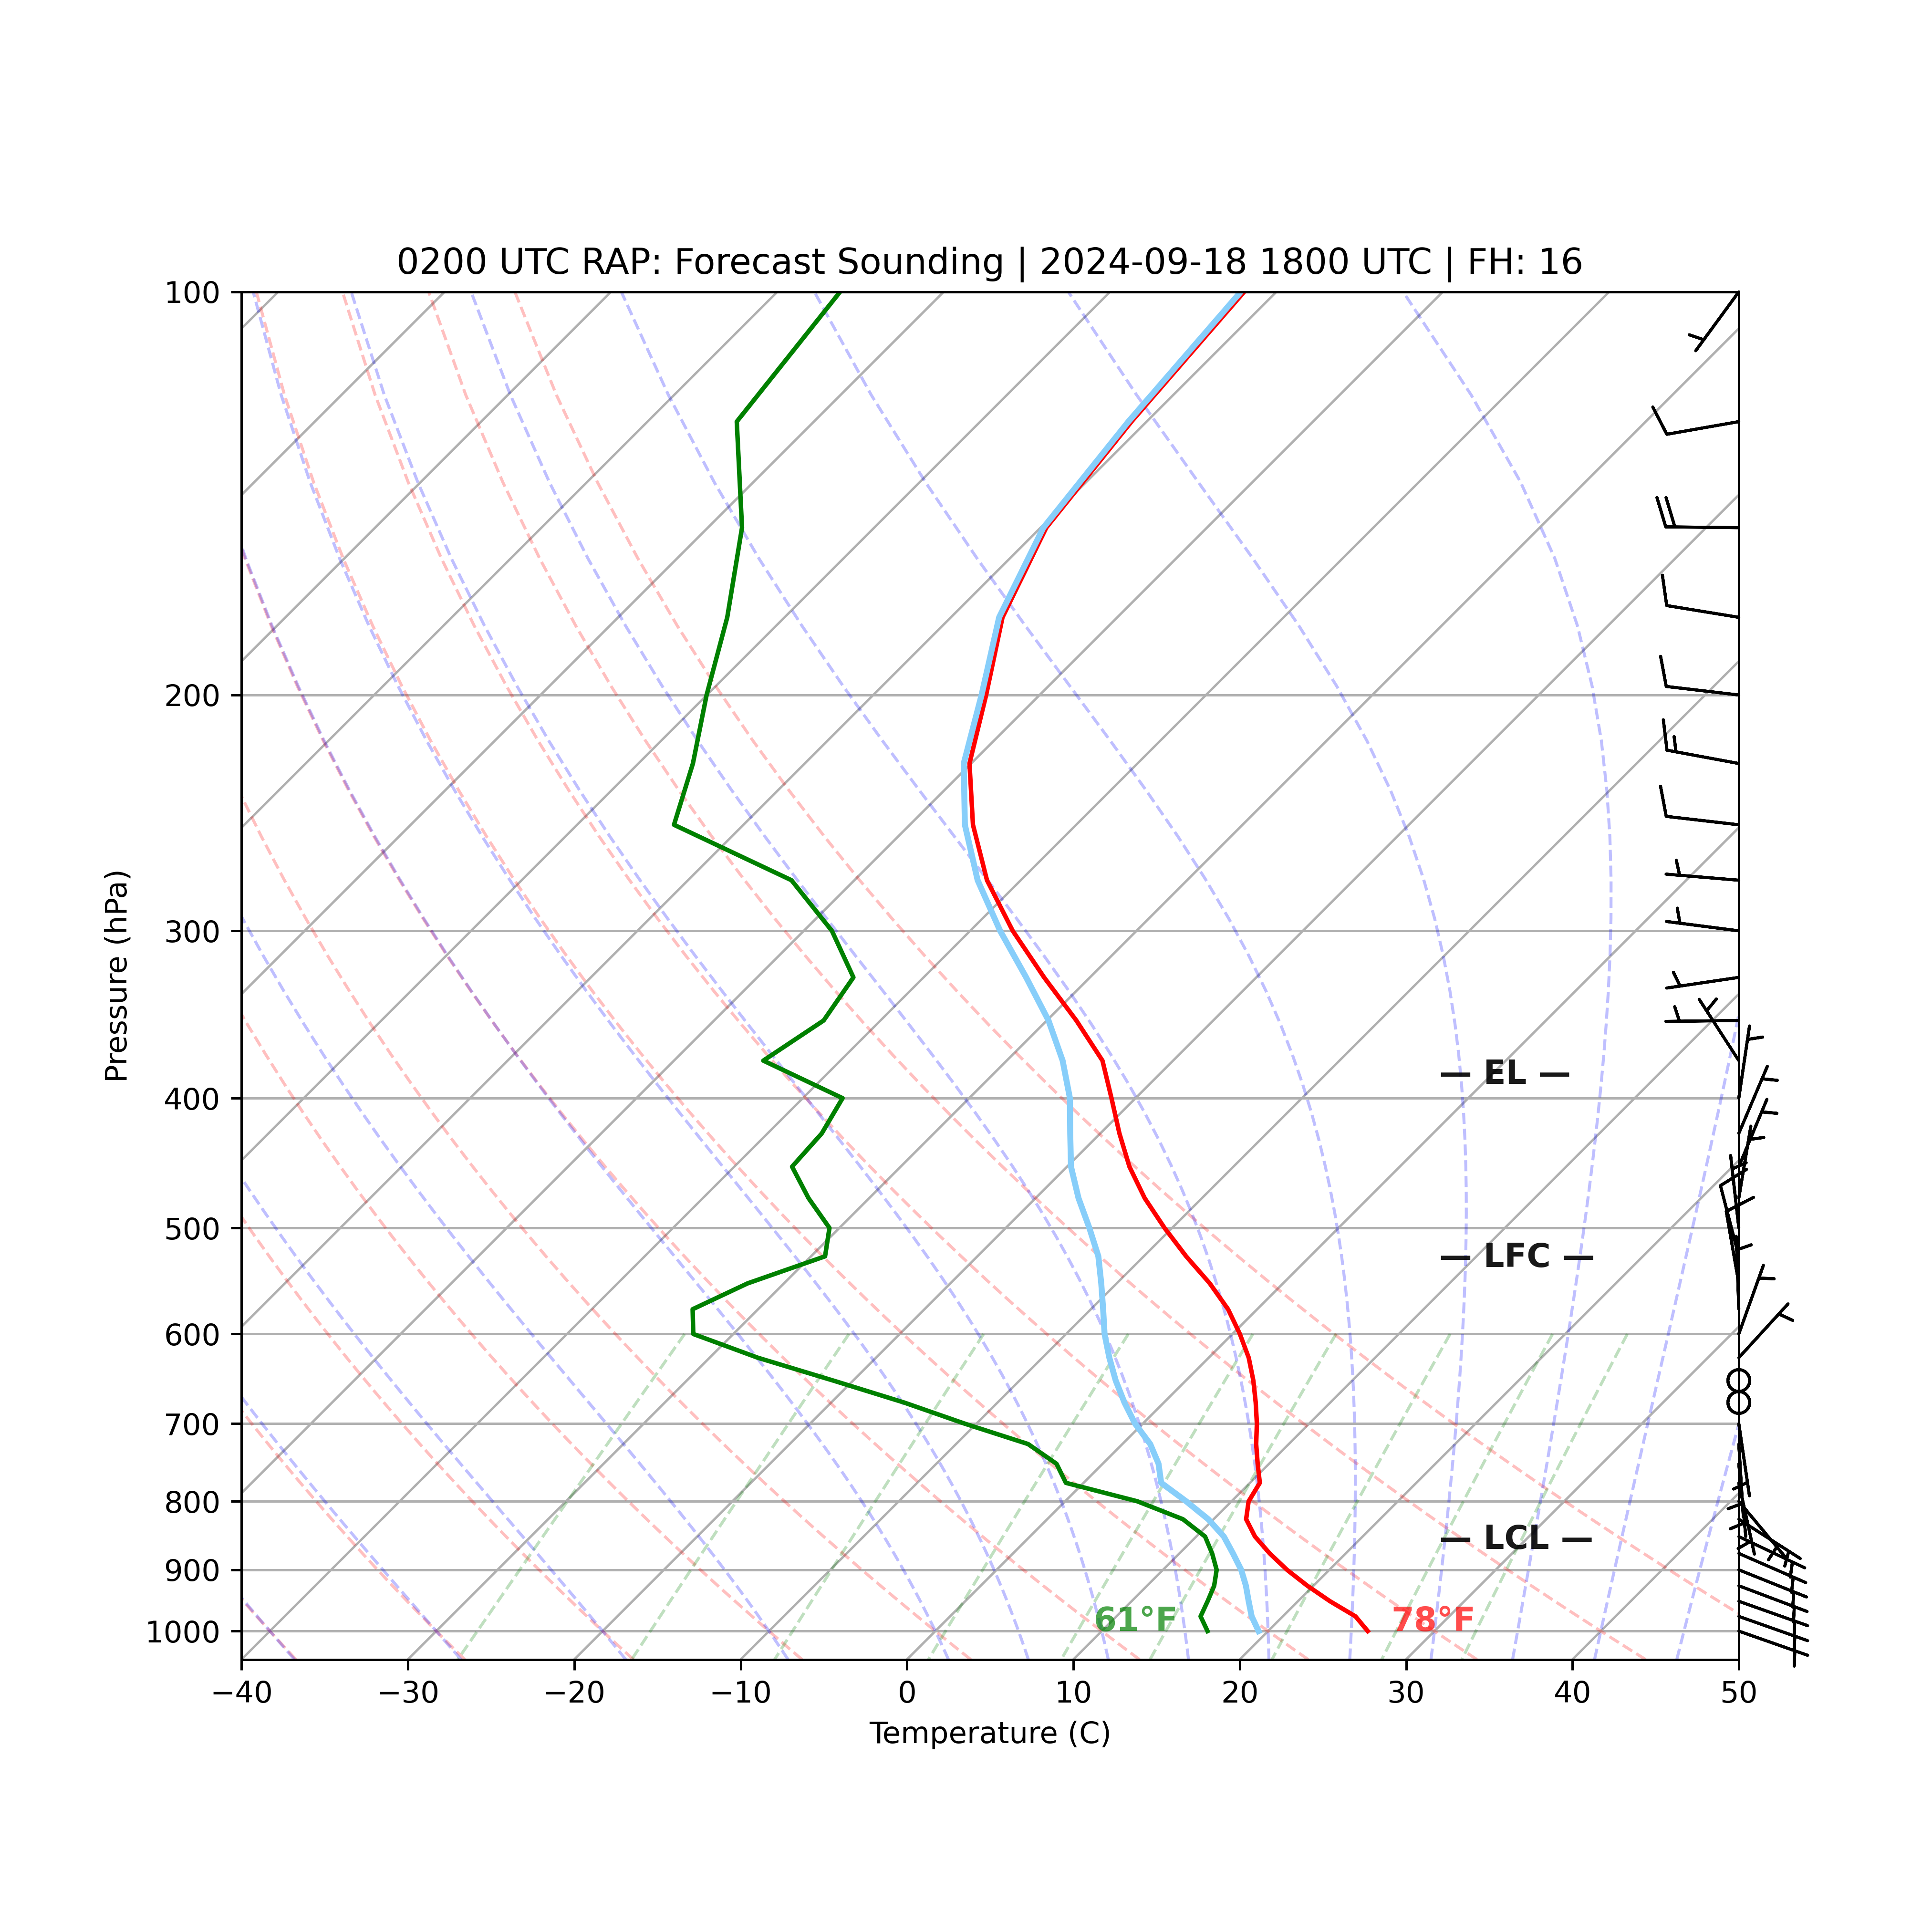 0200 UTC RAP: Forecast Sounding | 2024-09-18 1800 UTC | FH: 16
100
200
300
Pressure (hPa)
— EL —
400
500
— LFC —
600
700
800
— LCL —
900
61°F 78°F
1000
−40 −30 −20 −10 0 10 20 30 40 50
Temperature (C)